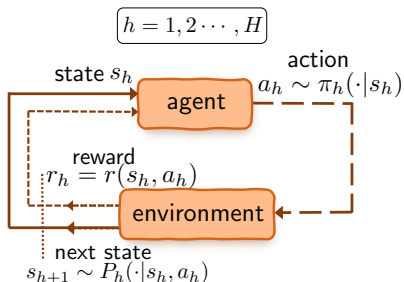 h = 1, 2 ⋯ , H
state s_h
action
a_h ∼ π_h(·|s_h)
agent
reward
r_h = r(s_h, a_h)
environment
next state
s_{h+1} ∼ P_h(·|s_h, a_h)